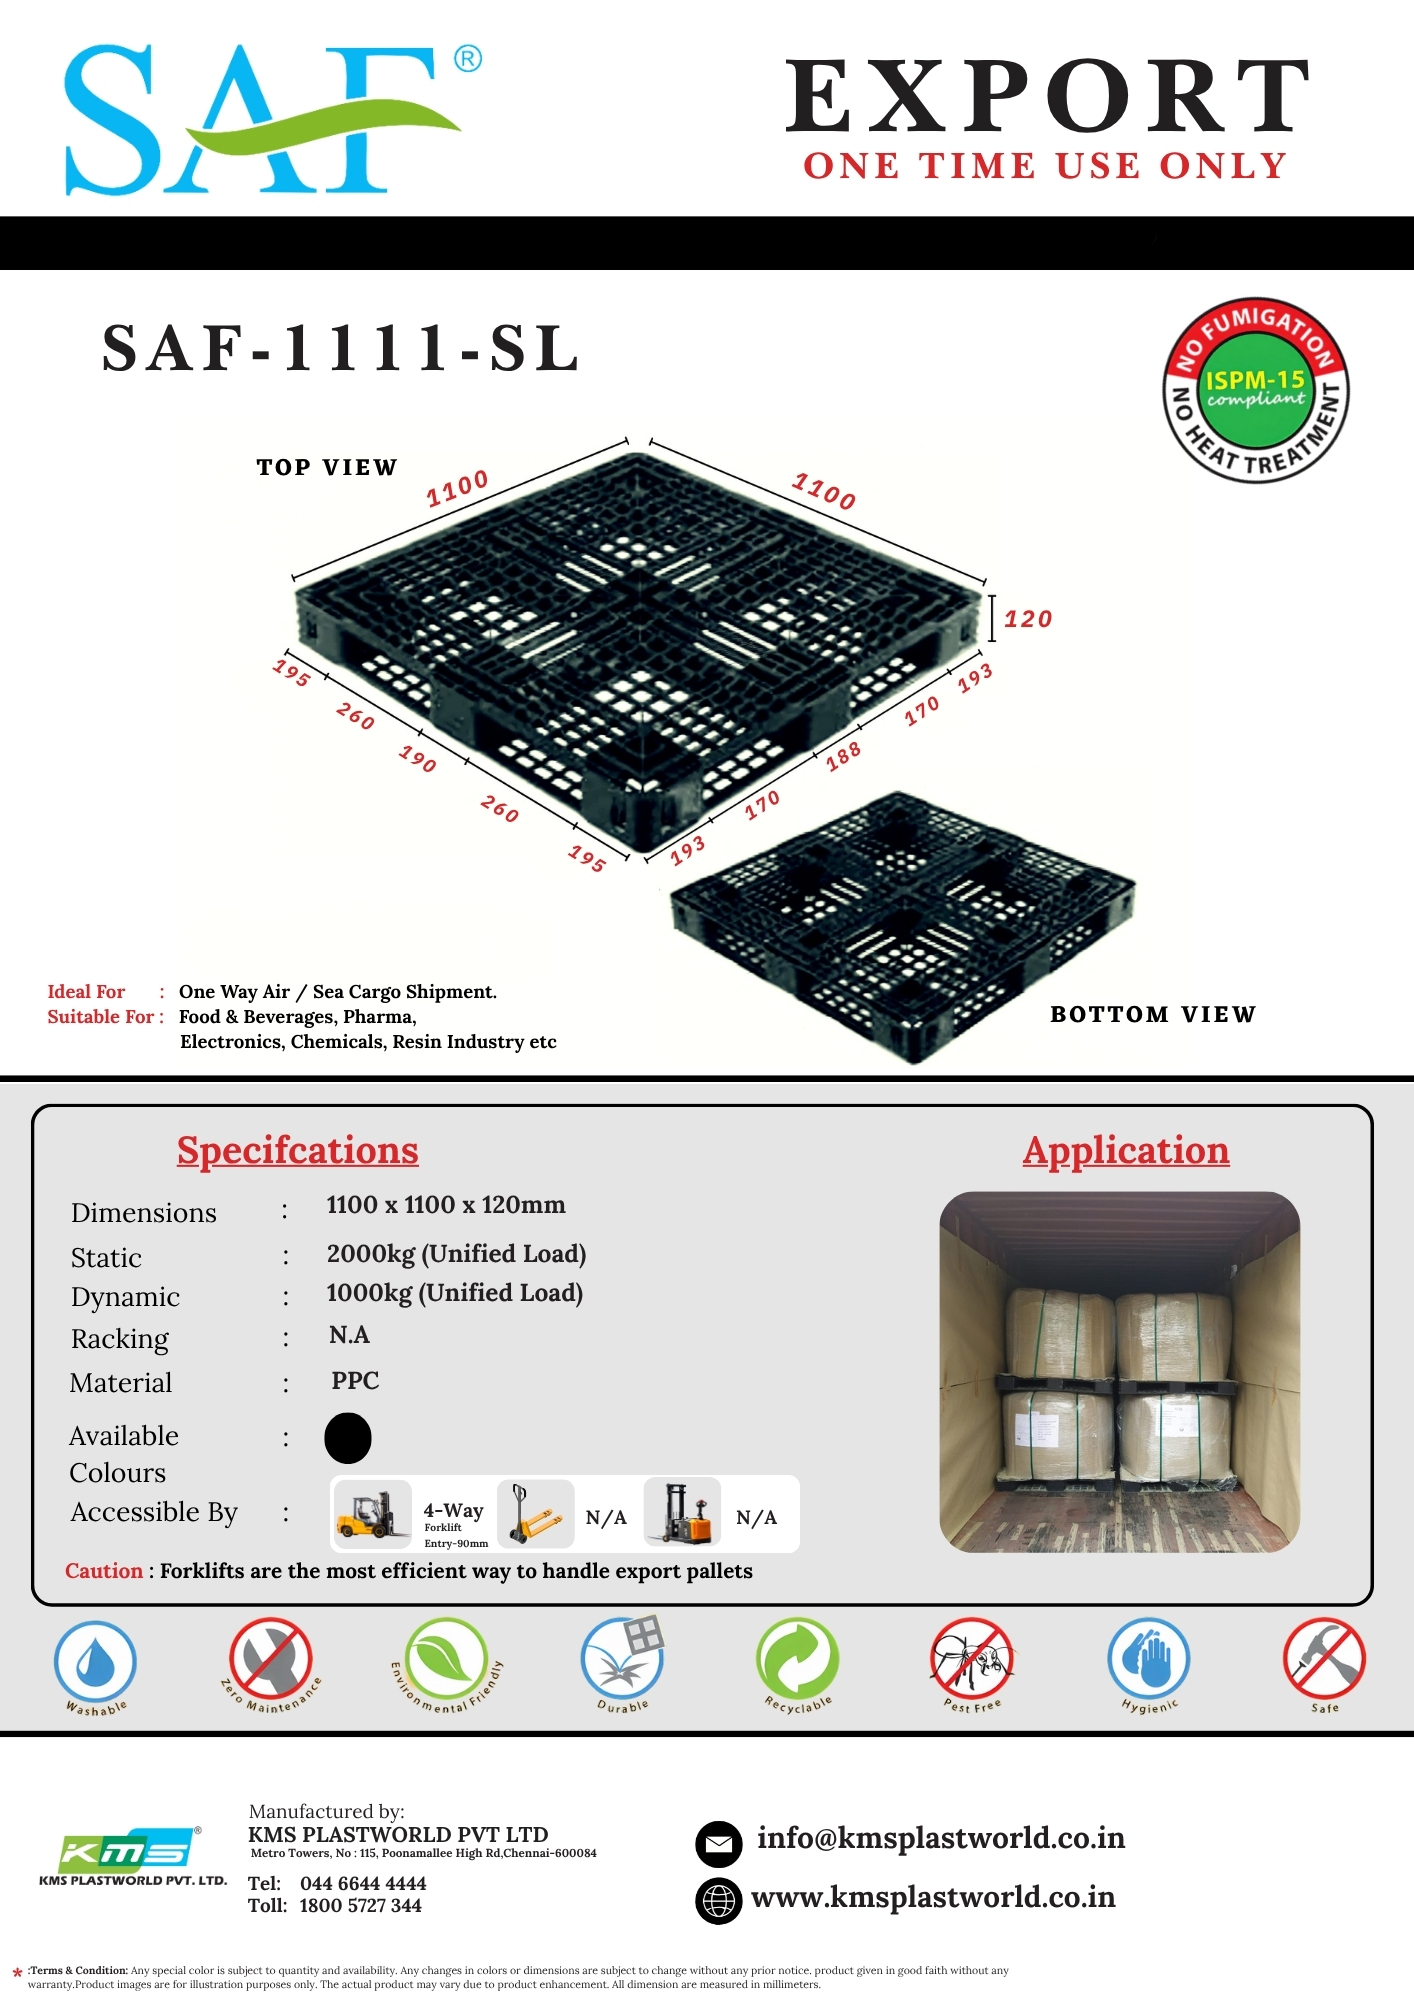 SAF®
EXPORT
ONE TIME USE ONLY
SAF-1111-SL
NO FUMIGATION
ISPM-15
compliant
NO HEAT TREATMENT
TOP VIEW
1100
1100
120
195
260
190
260
195
193
170
188
170
193
BOTTOM VIEW
Ideal For : One Way Air / Sea Cargo Shipment.
Suitable For : Food & Beverages, Pharma,
Electronics, Chemicals, Resin Industry etc
Specifcations
Application
Dimensions : 1100 x 1100 x 120mm
Static : 2000kg (Unified Load)
Dynamic : 1000kg (Unified Load)
Racking : N.A
Material : PPC
Available :
Colours
Accessible By :
4-Way
Forklift
Entry-90mm
N/A
N/A
Caution : Forklifts are the most efficient way to handle export pallets
Washable
Zero Maintenance
Environmental Friendly
Durable
Recyclable
Pest Free
Hygienic
Safe
KMS®
KMS PLASTWORLD PVT. LTD.
Manufactured by:
KMS PLASTWORLD PVT LTD
Metro Towers, No : 115, Poonamallee High Rd,Chennai-600084
Tel: 044 6644 4444
Toll: 1800 5727 344
info@kmsplastworld.co.in
www.kmsplastworld.co.in
* :Terms & Condition: Any special color is subject to quantity and availability. Any changes in colors or dimensions are subject to change without any prior notice. product given in good faith without any
warranty.Product images are for illustration purposes only. The actual product may vary due to product enhancement. All dimension are measured in millimeters.